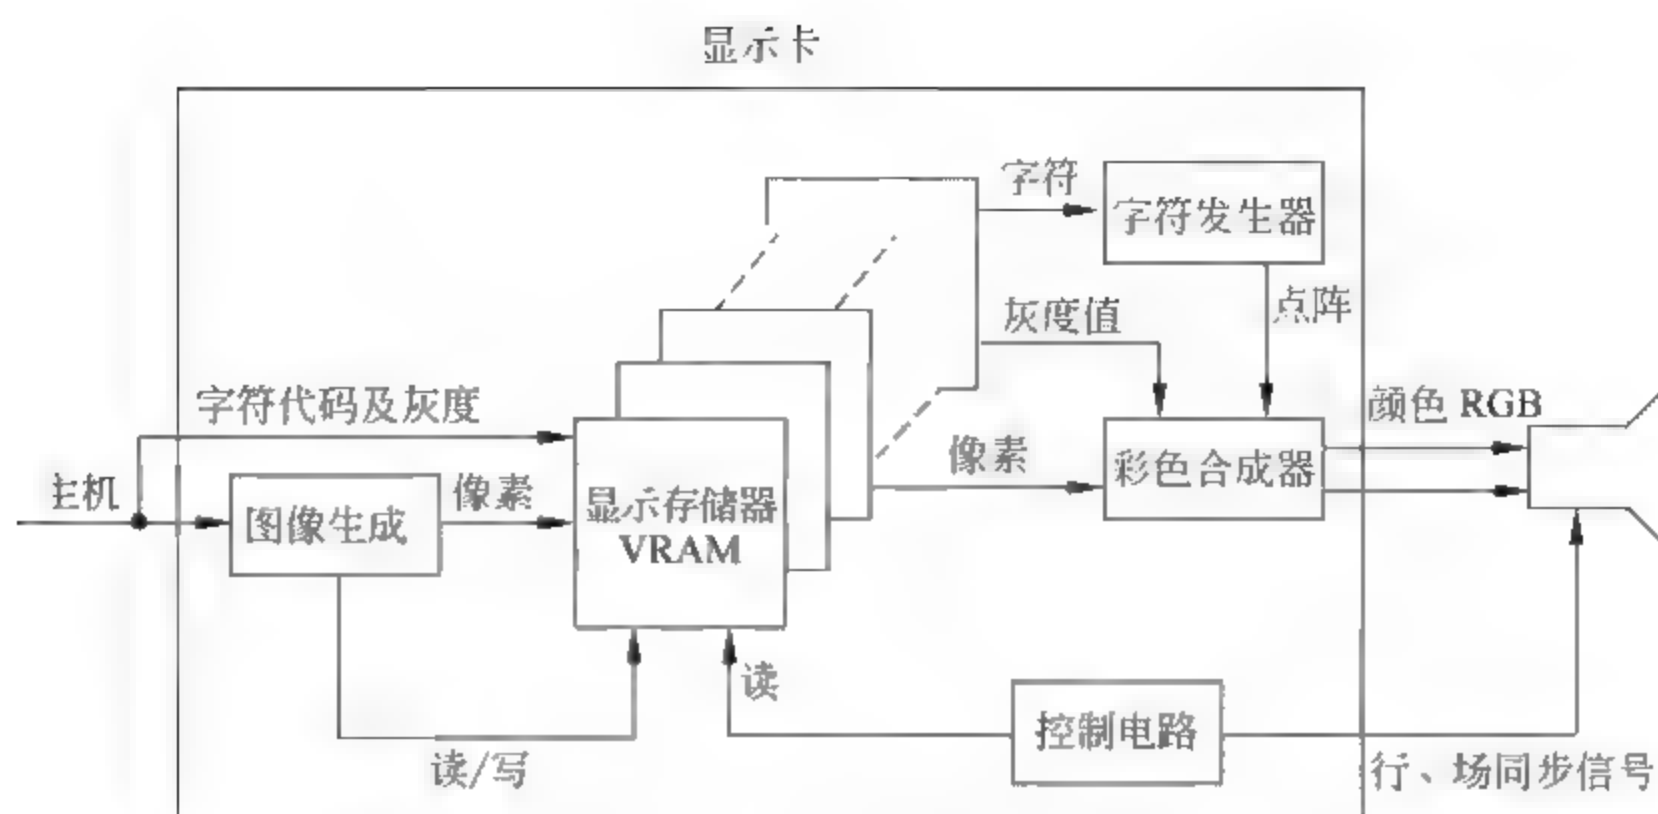 显示卡
字符
字符发生器
灰度值
点阵
字符代码及灰度
颜色 RGB
主机
图像生成
像素
显示存储器
VRAM
像素
彩色合成器
读
读/写
控制电路
行、场同步信号